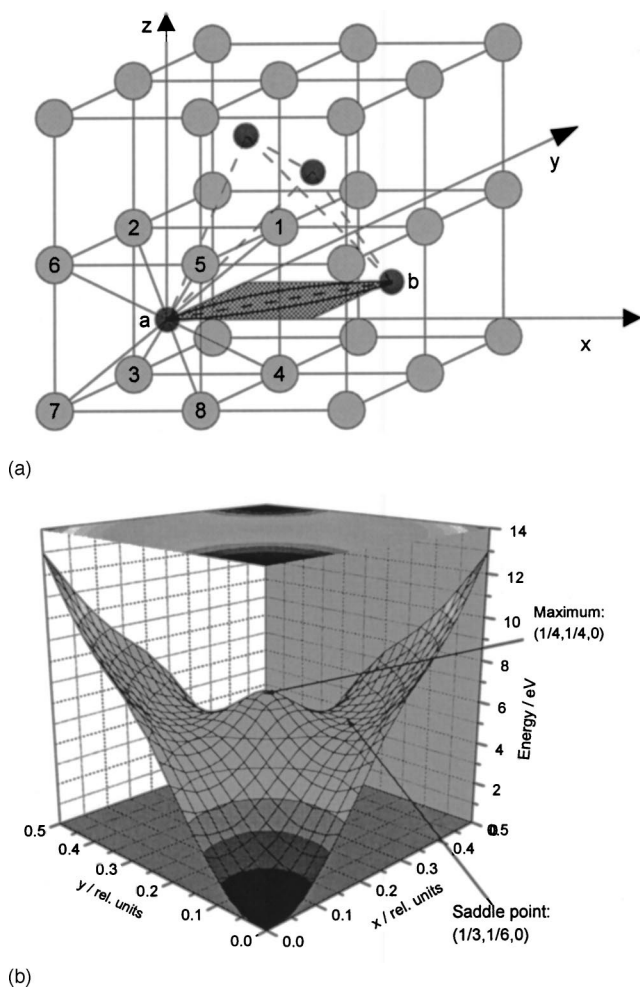 z
y
x
2
1
6
5
a
b
3
4
7
8
(a)
14
12
10
8
6
4
2
0
Energy / eV
Maximum:
(1/4,1/4,0)
Saddle point:
(1/3,1/6,0)
0.5
0.4
0.3
0.2
0.1
0.0
y / rel. units
0.0
0.1
0.2
0.3
0.4
0.5
x / rel. units
(b)